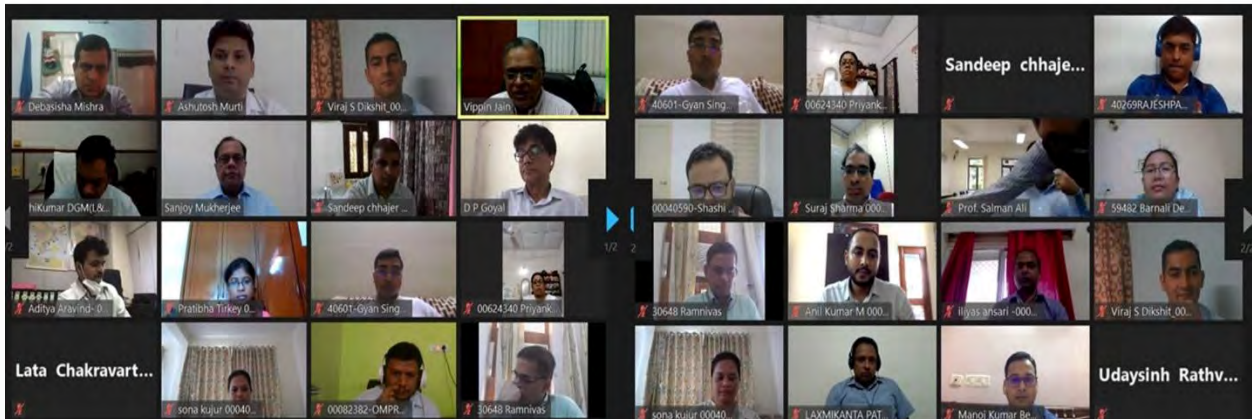 Debasisha Mishra
Ashutosh Murti
Viraj S Dikshit_00...
Vippin Jain
hiKumar DGM(L&...
Sanjoy Mukherjee
Sandeep chhajer ...
D P Goyal
1/2
Aditya Aravind- 0...
Pratibha Tirkey 0...
40601-Gyan Sing...
00624340 Priyank...
Lata Chakravart...
sona kujur 00040...
00082382-OMPR...
30648 Ramnivas
40601-Gyan Sing...
00624340 Priyank...
Sandeep chhaje...
40269RAJESHPA...
00040590-Shashi ...
Suraj Sharma 000...
Prof. Salman Ali
59482 Barnali De...
30648 Ramnivas
Anil Kumar M 000...
iliyas ansari -000...
Viraj S Dikshit_00...
sona kujur 00040...
LAXMIKANTA PAT...
Manoj Kumar Be...
Udaysinh Rathv...